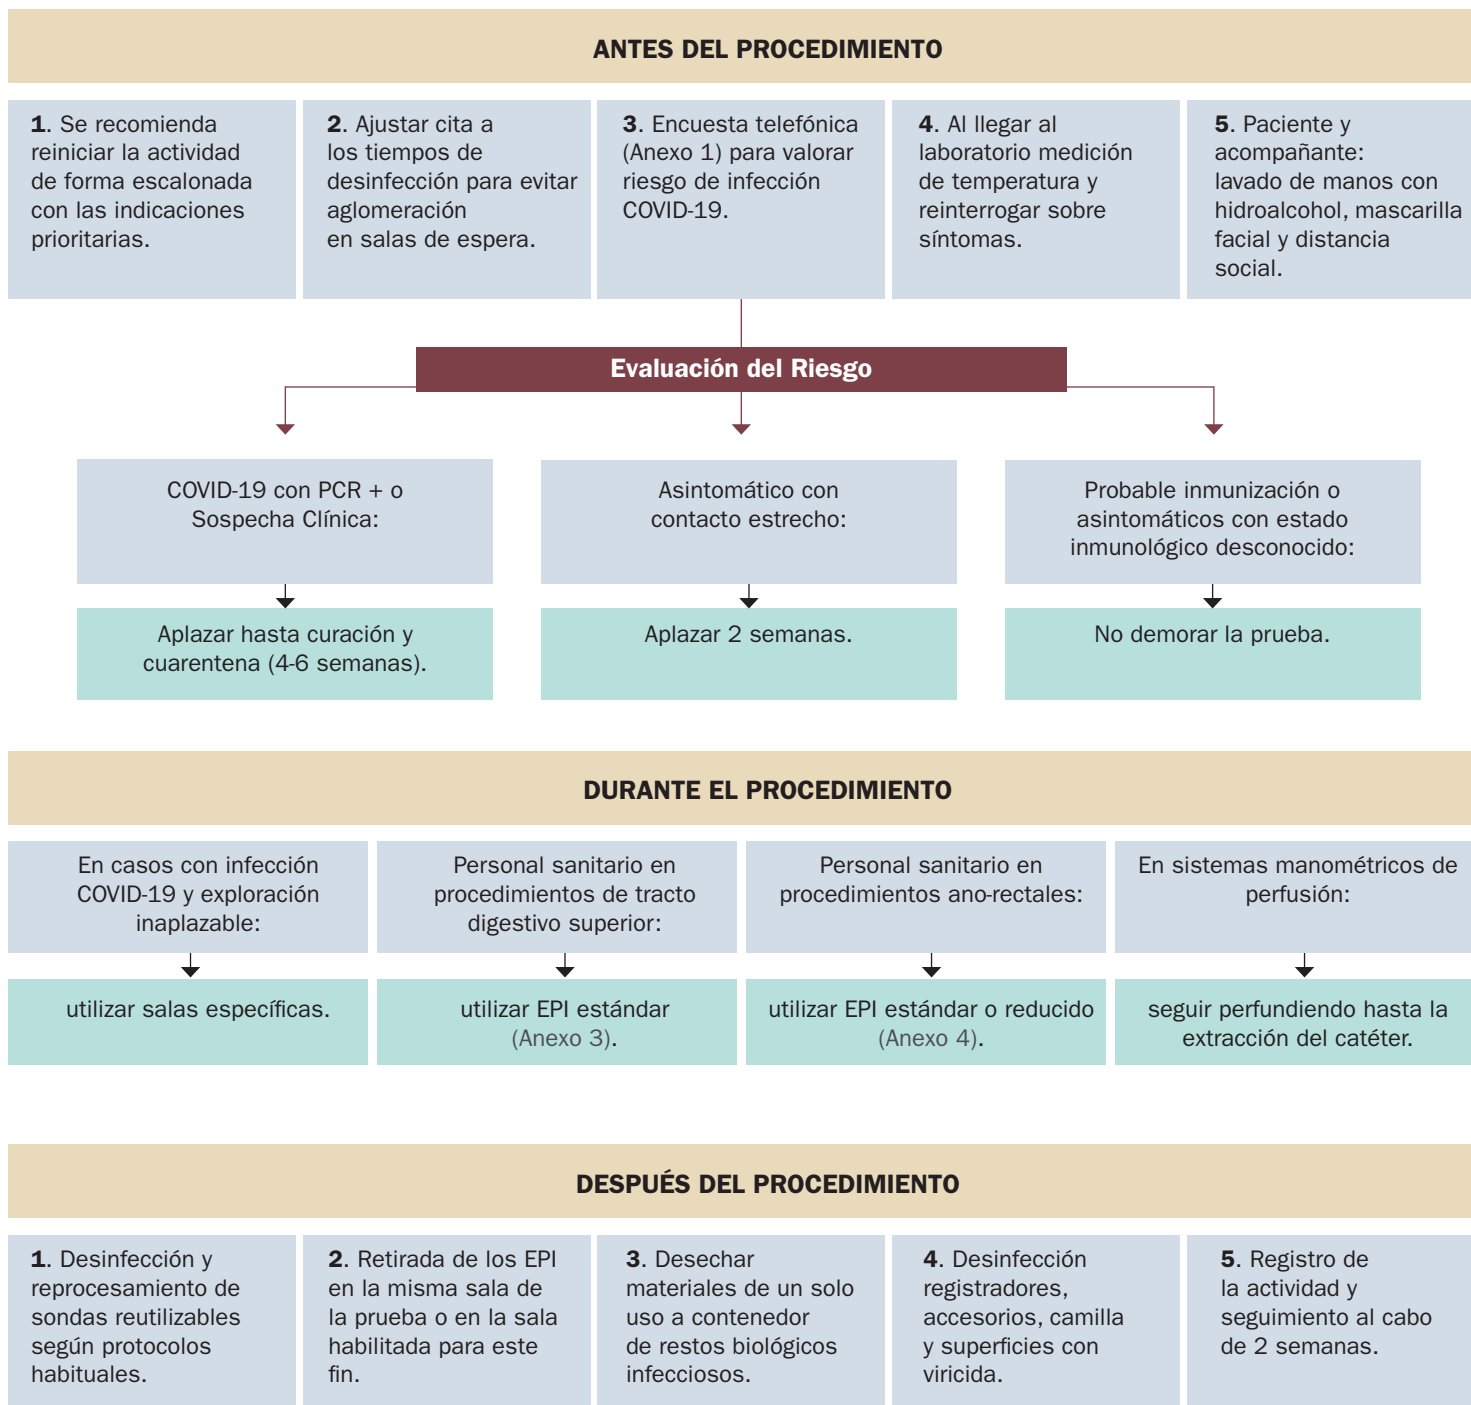 ANTES DEL PROCEDIMIENTO
1. Se recomienda
reiniciar la actividad
de forma escalonada
con las indicaciones
prioritarias.
2. Ajustar cita a
los tiempos de
desinfección para evitar
aglomeración
en salas de espera.
3. Encuesta telefónica
(Anexo 1) para valorar
riesgo de infección
COVID-19.
4. Al llegar al
laboratorio medición
de temperatura y
reinterrogar sobre
síntomas.
5. Paciente y
acompañante:
lavado de manos con
hidroalcohol, mascarilla
facial y distancia
social.
Evaluación del Riesgo
COVID-19 con PCR + o
Sospecha Clínica:
Aplazar hasta curación y
cuarentena (4-6 semanas).
Asintomático con
contacto estrecho:
Aplazar 2 semanas.
Probable inmunización o
asintomáticos con estado
inmunológico desconocido:
No demorar la prueba.
DURANTE EL PROCEDIMIENTO
En casos con infección
COVID-19 y exploración
inaplazable:
utilizar salas específicas.
Personal sanitario en
procedimientos de tracto
digestivo superior:
utilizar EPI estándar
(Anexo 3).
Personal sanitario en
procedimientos ano-rectales:
utilizar EPI estándar o reducido
(Anexo 4).
En sistemas manométricos de
perfusión:
seguir perfundiendo hasta la
extracción del catéter.
DESPUÉS DEL PROCEDIMIENTO
1. Desinfección y
reprocesamiento de
sondas reutilizables
según protocolos
habituales.
2. Retirada de los EPI
en la misma sala de
la prueba o en la sala
habilitada para este
fin.
3. Desechar
materiales de un solo
uso a contenedor
de restos biológicos
infecciosos.
4. Desinfección
registradores,
accesorios, camilla
y superficies con
viricida.
5. Registro de
la actividad y
seguimiento al cabo
de 2 semanas.